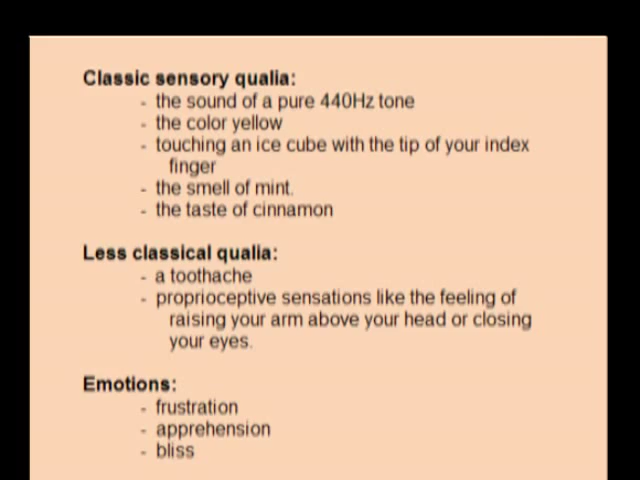 Classic sensory qualia:
- the sound of a pure 440Hz tone
- the color yellow
- touching an ice cube with the tip of your index
finger
- the smell of mint.
- the taste of cinnamon
Less classical qualia:
- a toothache
- proprioceptive sensations like the feeling of
raising your arm above your head or closing
your eyes.
Emotions:
- frustration
- apprehension
- bliss